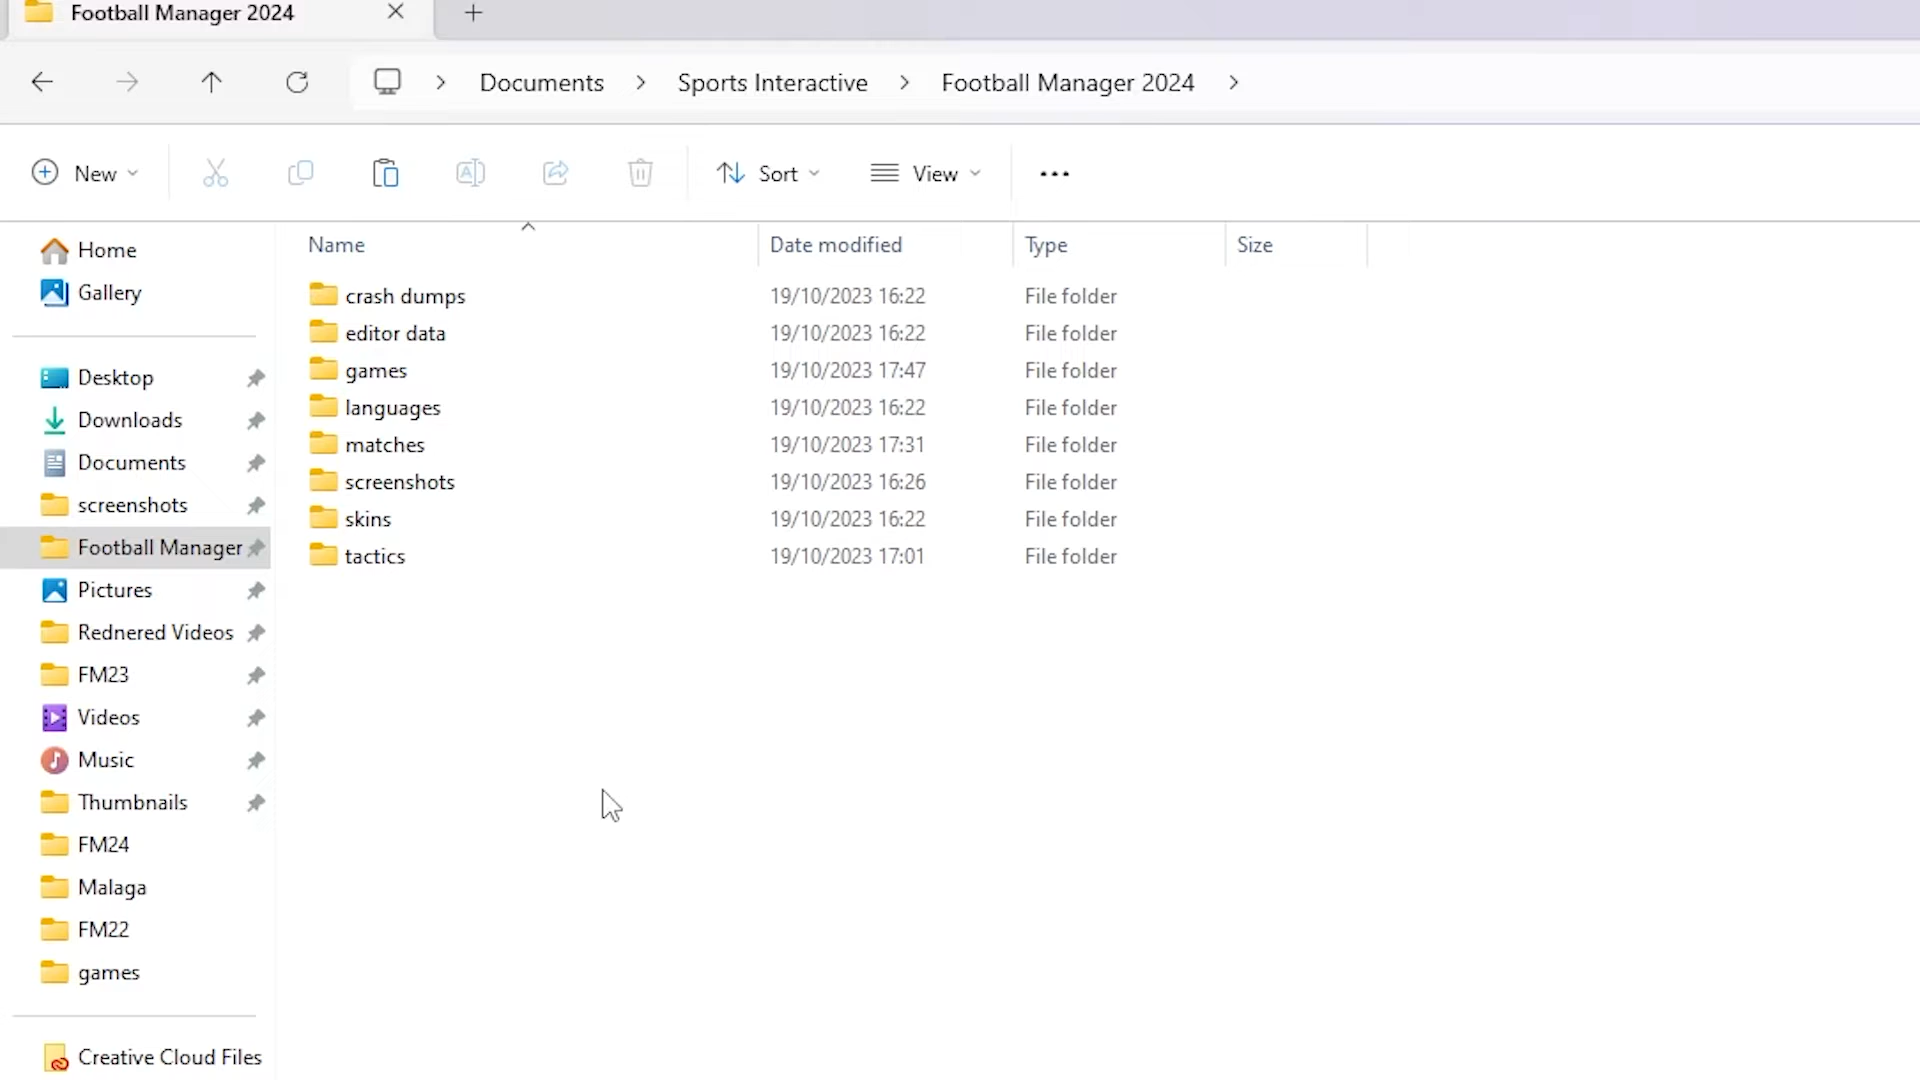 Football Manager 2024
Documents Sports Interactive Football Manager 2024
New Sort View
Name Date modified Type Size
Home
Gallery
Desktop
Downloads
Documents
screenshots
Football Manager
Pictures
Rednered Videos
FM23
Videos
Music
Thumbnails
FM24
Malaga
FM22
games
Creative Cloud Files
crash dumps 19/10/2023 16:22 File folder
editor data 19/10/2023 16:22 File folder
games 19/10/2023 17:47 File folder
languages 19/10/2023 16:22 File folder
matches 19/10/2023 17:31 File folder
screenshots 19/10/2023 16:26 File folder
skins 19/10/2023 16:22 File folder
tactics 19/10/2023 17:01 File folder